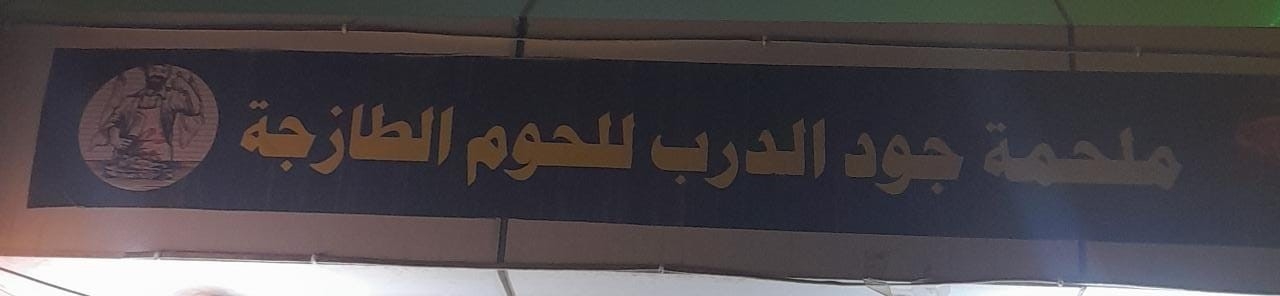 ملحمة جود الدرب للحوم الطازجة